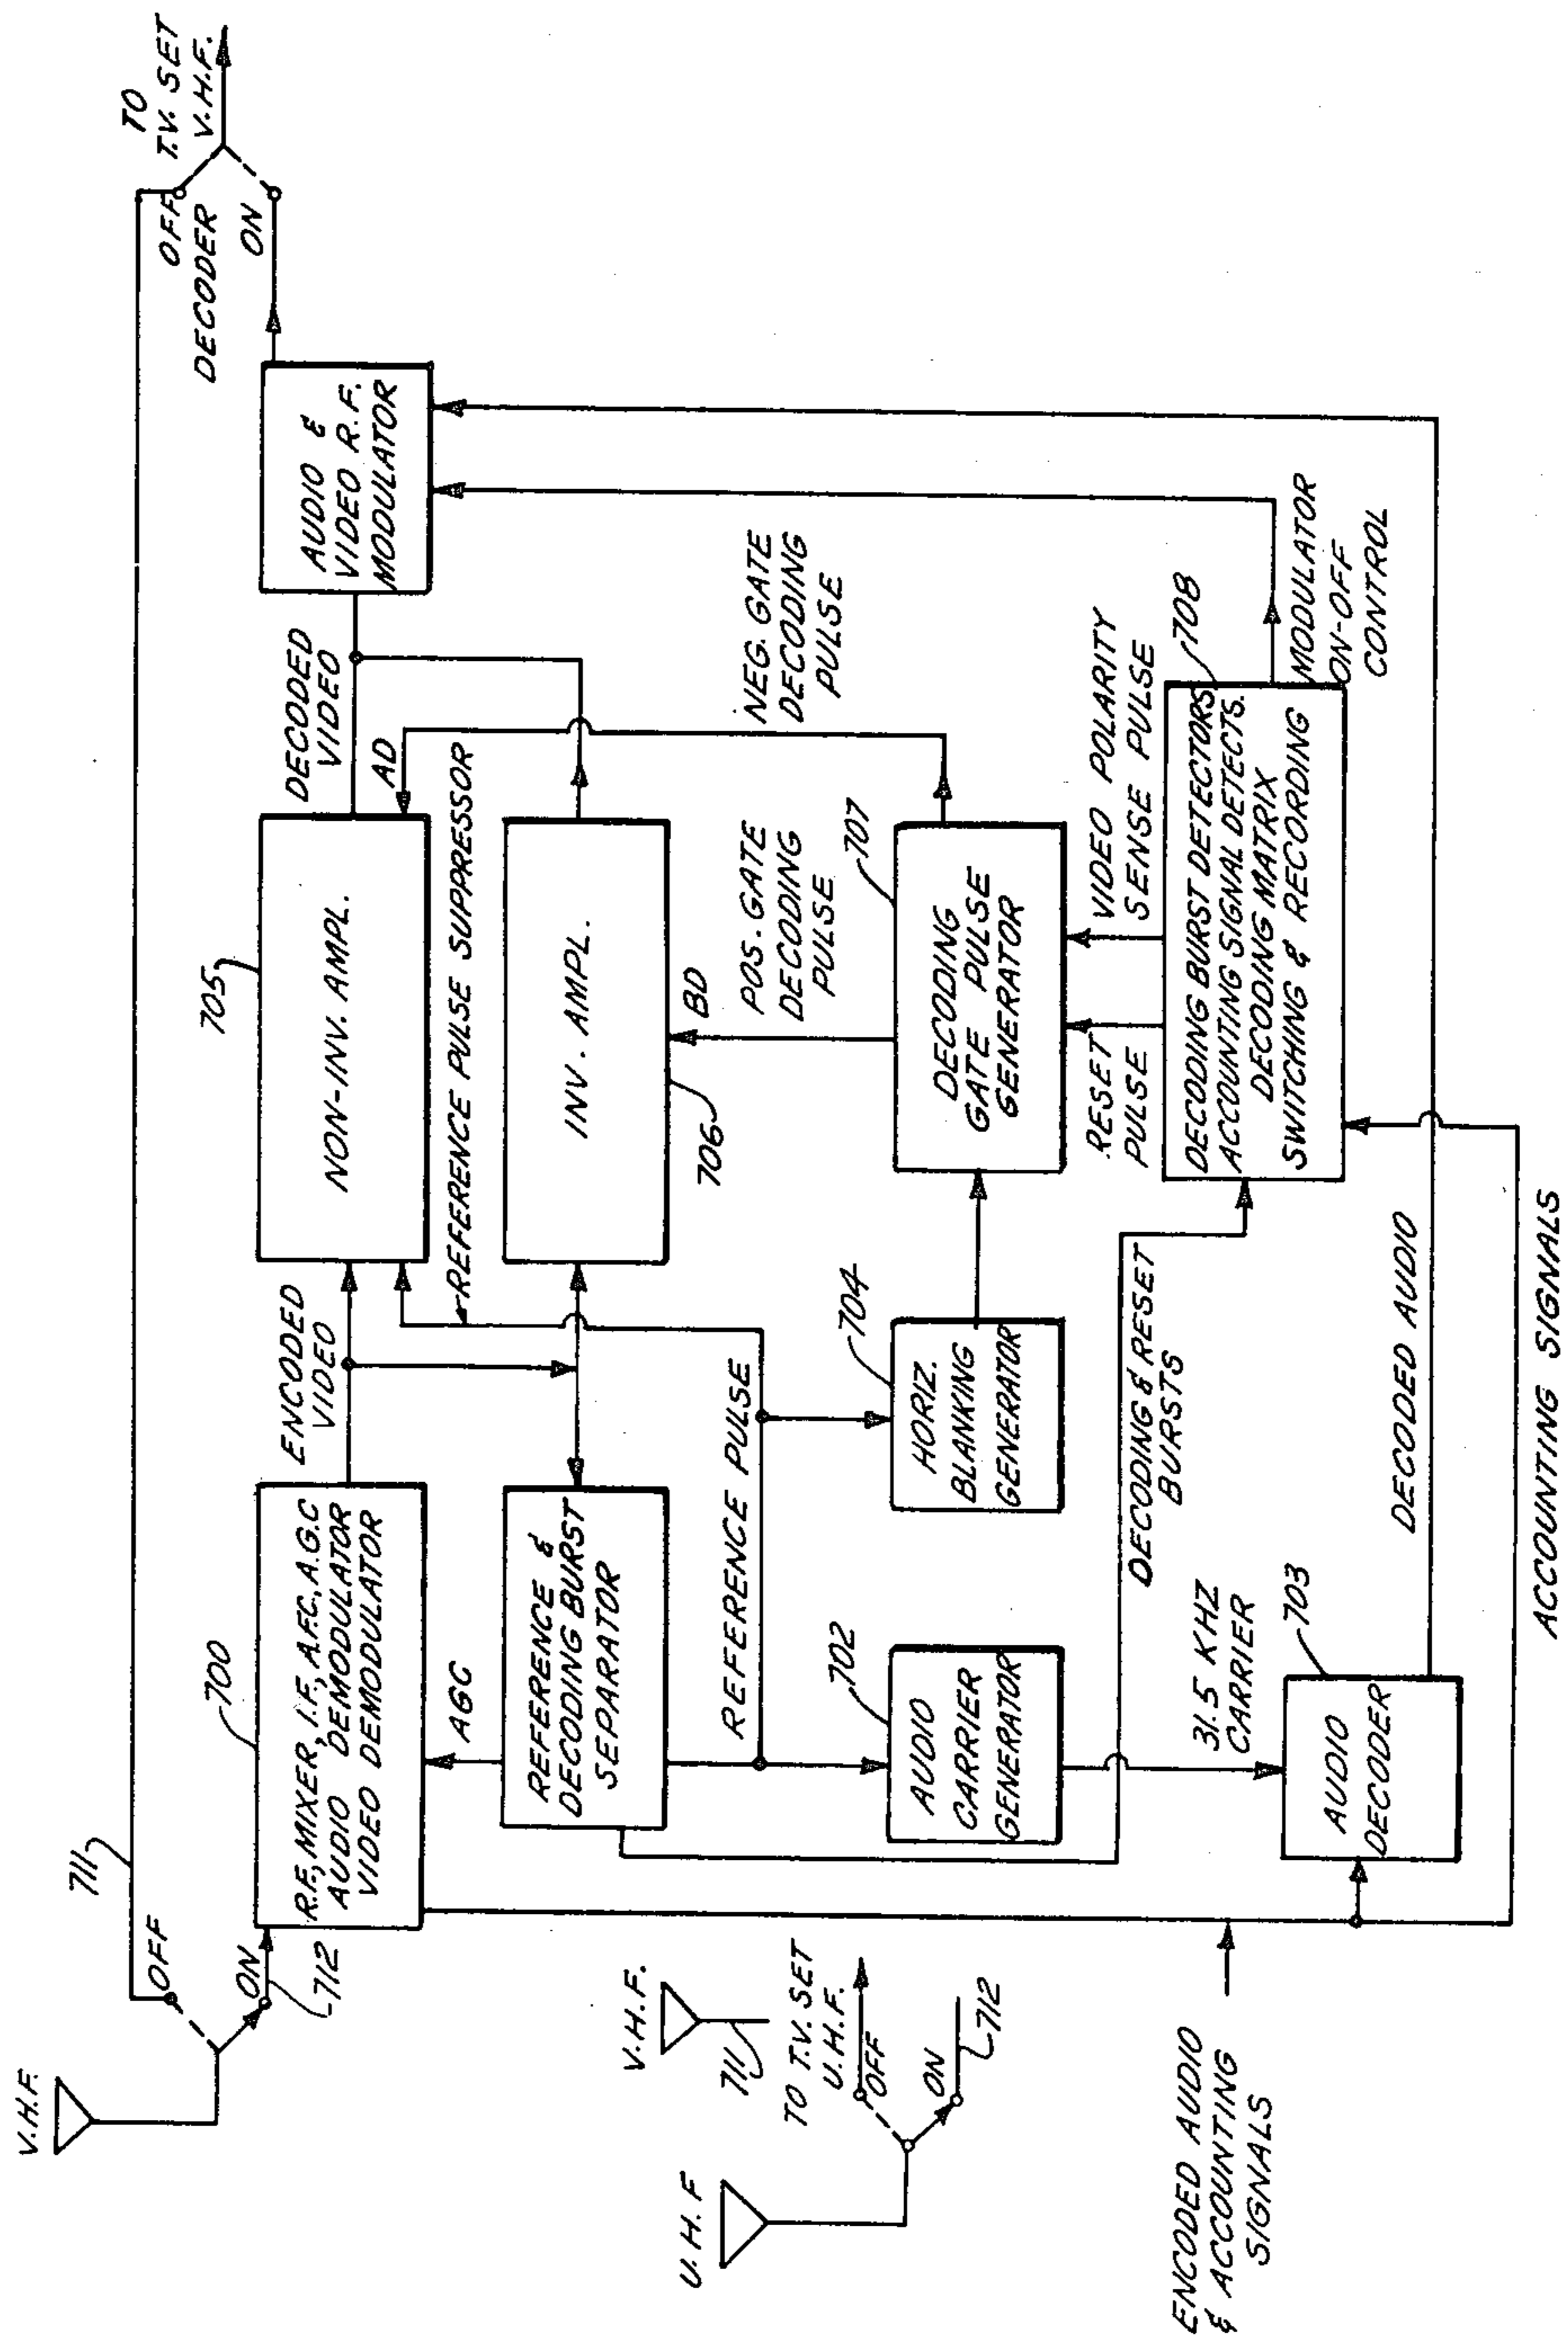 V.H.F.
OFF
ON
712
711
TO
T.V. SET
V.H.F.
OFF
DECODER
ON
700
R.F., MIXER, I.F., A.F.C., A.G.C
AUDIO DEMODULATOR
VIDEO DEMODULATOR
ENCODED
VIDEO
705
NON-INV. AMPL.
DECODED
VIDEO
AD
AUDIO &
VIDEO R.F.
MODULATOR
AGC
REFERENCE PULSE SUPPRESSOR
REFERENCE &
DECODING BURST
SEPARATOR
INV. AMPL.
706
BD
POS. GATE
DECODING
PULSE
NEG. GATE
DECODING
PULSE
REFERENCE PULSE
V.H.F.
711
TO T.V. SET
U.H.F.
OFF
ON
712
U.H.F
702
AUDIO
CARRIER
GENERATOR
704
HORIZ.
BLANKING
GENERATOR
707
DECODING
GATE PULSE
GENERATOR
RESET
PULSE
VIDEO POLARITY
SENSE PULSE
708
DECODING & RESET
BURSTS
DECODING BURST DETECTORS
ACCOUNTING SIGNAL DETECTS.
DECODING MATRIX
SWITCHING & RECORDING
MODULATOR
ON-OFF
CONTROL
31.5 KHZ
CARRIER
703
AUDIO
DECODER
DECODED AUDIO
ENCODED AUDIO
& ACCOUNTING
SIGNALS
ACCOUNTING SIGNALS